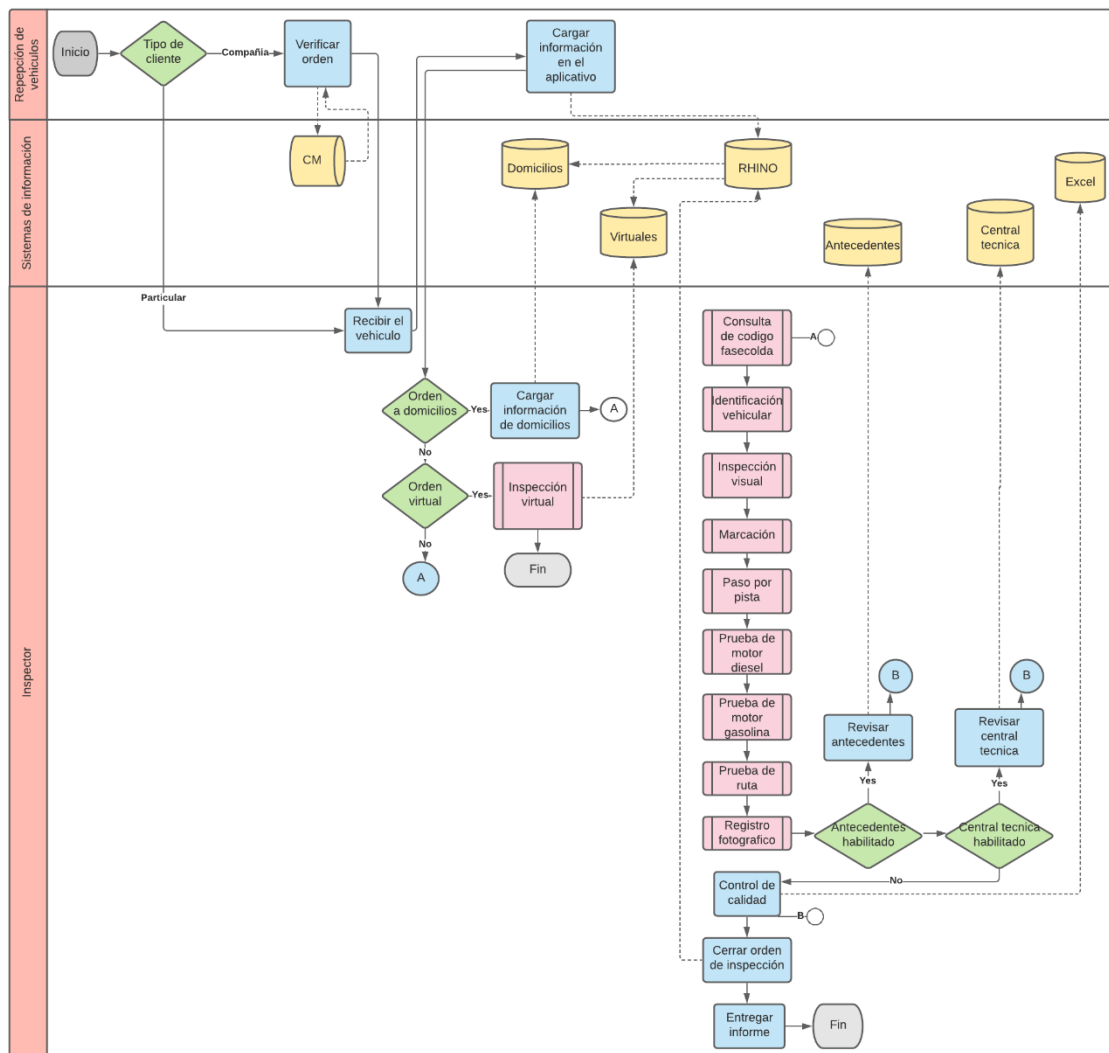 Repepción de
vehiculos
Inicio
Tipo de
cliente
Compañia
Verificar
orden
Cargar
información
en el
aplicativo
Sistemas de información
CM
Domicilios
RHINO
Virtuales
Antecedentes
Central
tecnica
Excel
Inspector
Particular
Recibir el
vehiculo
Orden
a domicilios
Yes
Cargar
información
de domicilios
A
No
Orden
virtual
Yes
Inspección
virtual
No
A
Fin
Consulta
de codigo
fasecolda
A
Identificación
vehicular
Inspección
visual
Marcación
Paso por
pista
Prueba de
motor
diesel
Prueba de
motor
gasolina
Prueba de
ruta
Registro
fotografico
Antecedentes
habilitado
Yes
Revisar
antecedentes
B
Central tecnica
habilitado
Yes
Revisar
central
tecnica
B
No
Control de
calidad
B
Cerrar orden
de inspección
Entregar
informe
Fin